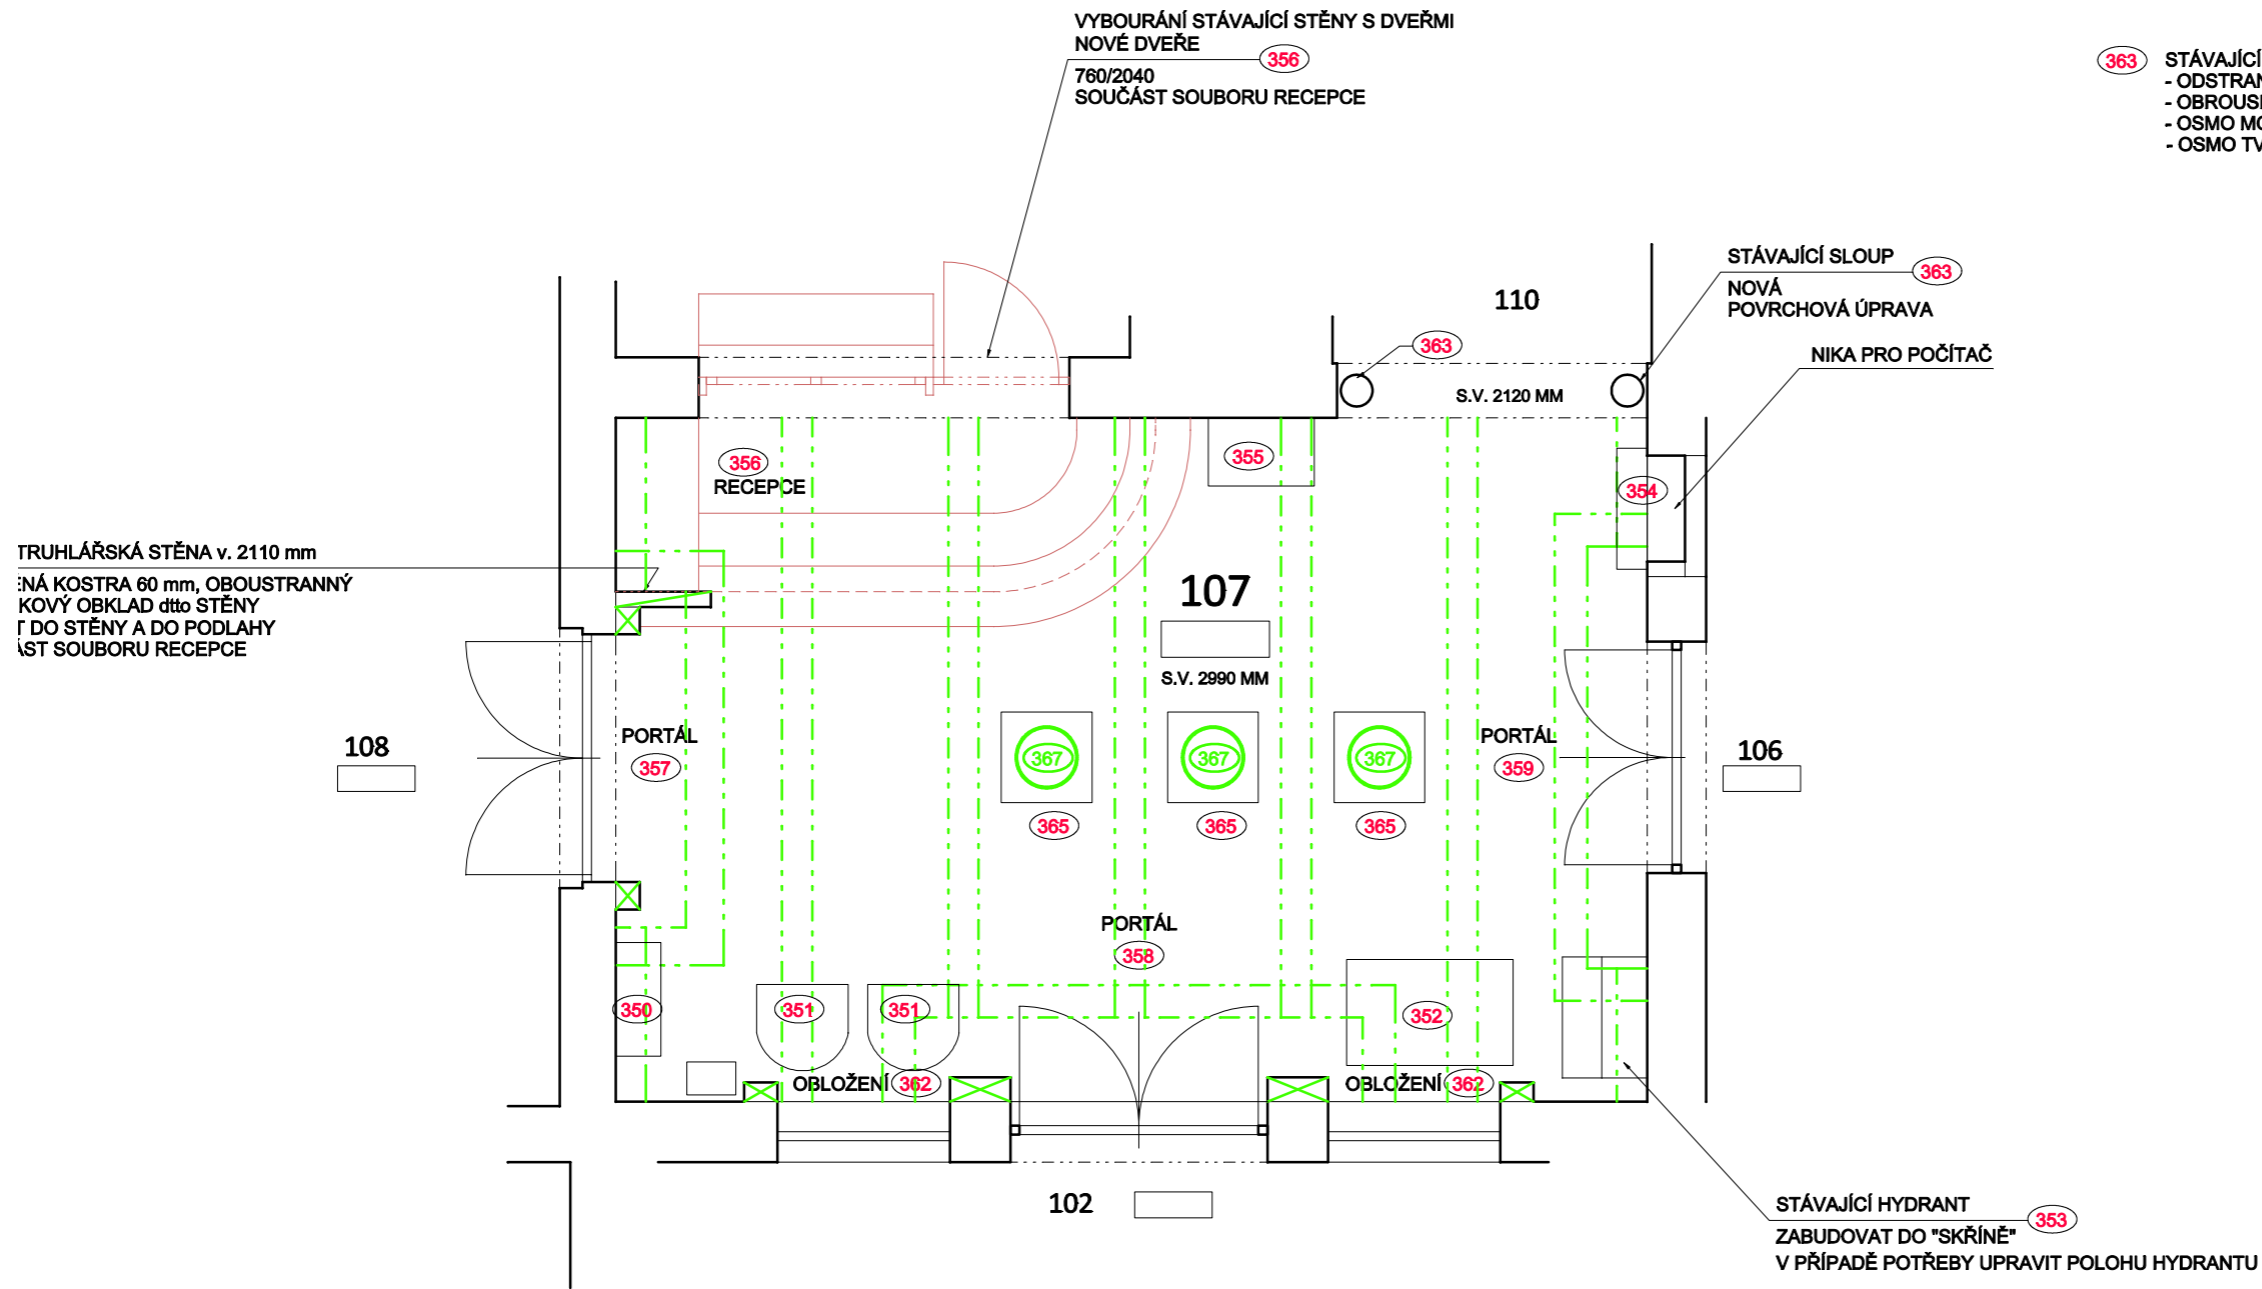 VYBOURÁNÍ STÁVAJÍCÍ STĚNY S DVEŘMI
NOVÉ DVEŘE
356
760/2040
SOUČÁST SOUBORU RECEPCE
363 STÁVAJÍCÍ
- ODSTRAN
- OBROUS
- OSMO
- OSMO TV
STÁVAJÍCÍ SLOUP
363
NOVÁ
POVRCHOVÁ ÚPRAVA
110
363
NIKA PRO POČÍTAČ
S.V. 2120 MM
356
RECEPCE
355
354
TRUHLÁŘSKÁ STĚNA v. 2110 mm
ENÁ KOSTRA 60 mm, OBOUSTRANNÝ
KOVÝ OBKLAD dtto STĚNY
T DO STĚNY A DO PODLAHY
ÁST SOUBORU RECEPCE
107
S.V. 2990 MM
108
PORTÁL
357
367
367
367
PORTÁL
359
106
365
365
365
PORTÁL
358
350
351
351
352
OBLOŽENÍ 362
OBLOŽENÍ 362
102
STÁVAJÍCÍ HYDRANT
353
ZABUDOVAT DO "SKŘÍNĚ"
V PŘÍPADĚ POTŘEBY UPRAVIT POLOHU HYDRANTU